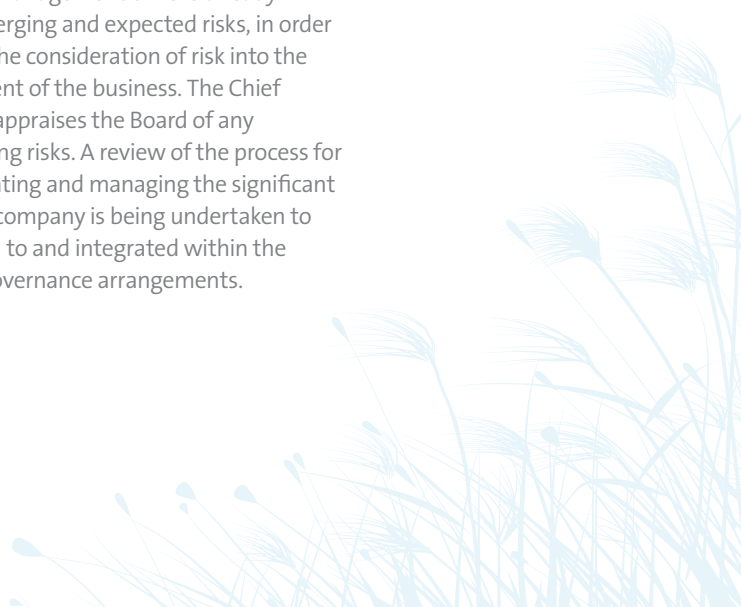 erging and expected risks, in order
he consideration of risk into the
ent of the business. The Chief
appraises the Board of any
ng risks. A review of the process for
ating and managing the significant
company is being undertaken to
to and integrated within the
overnance arrangements.